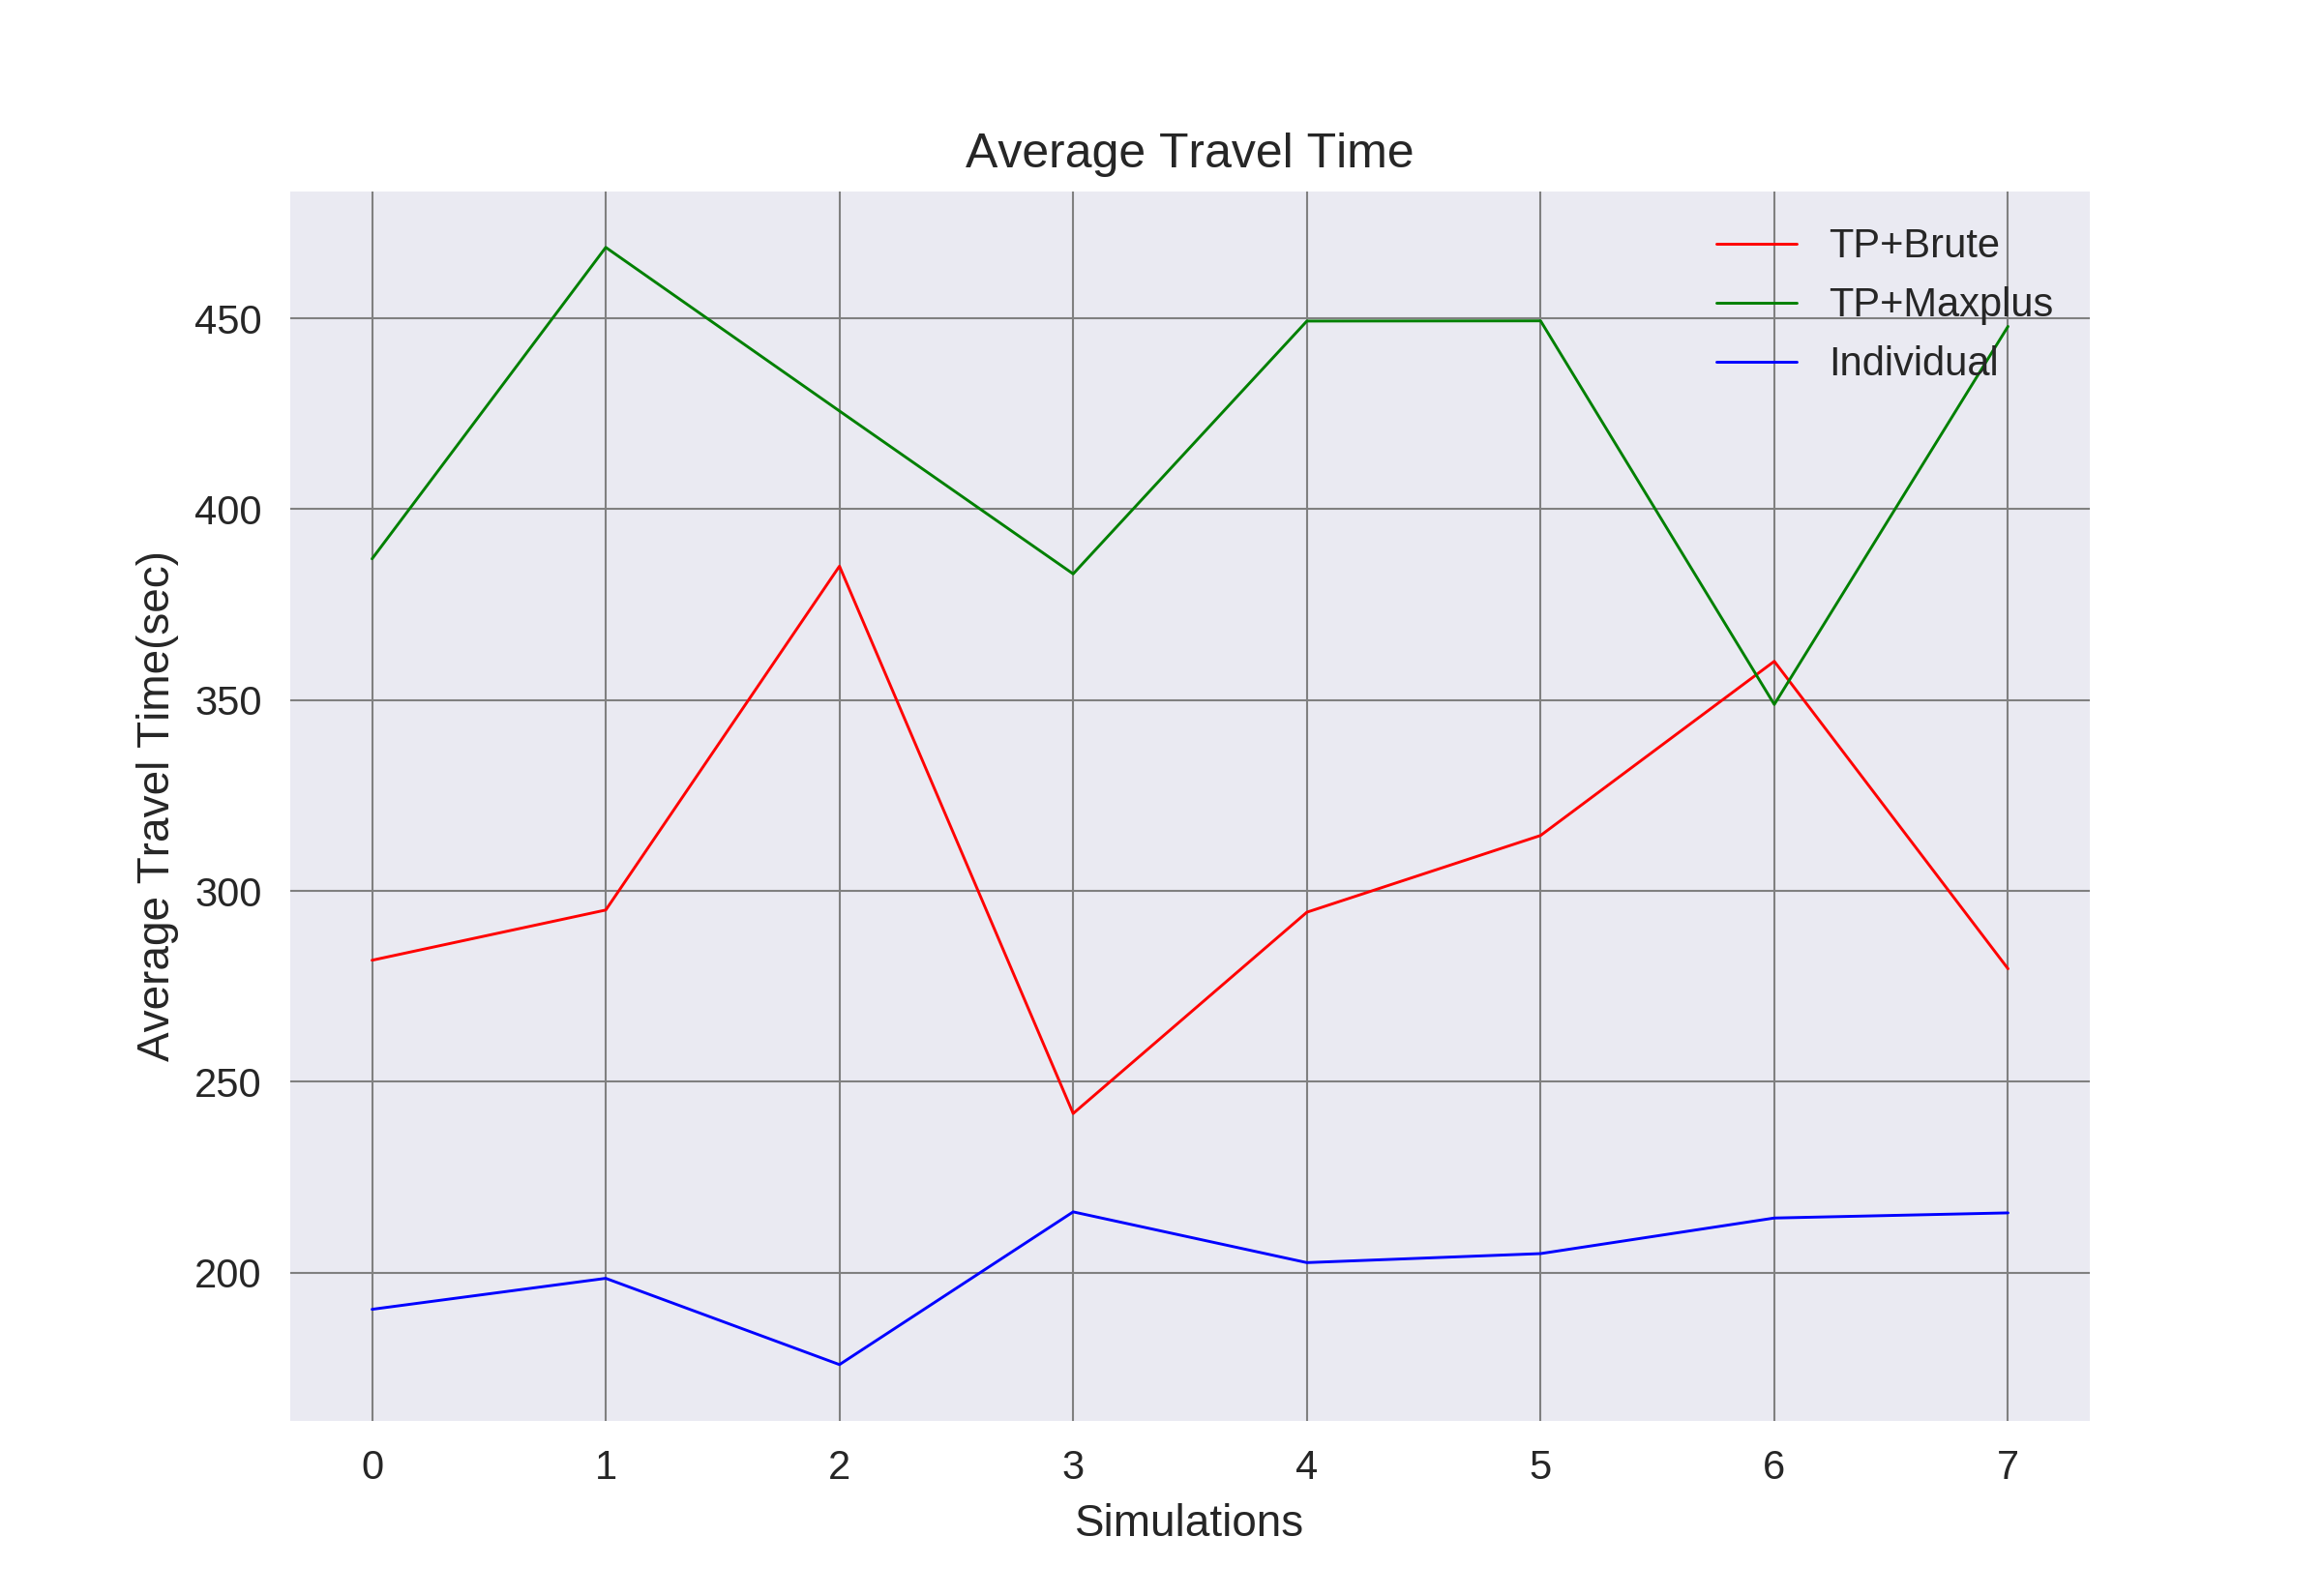 Average Travel Time
TP+Brute
TP+Maxplus
Individual
Average Travel Time(sec)
450
400
350
300
250
200
0 1 2 3 4 5 6 7
Simulations